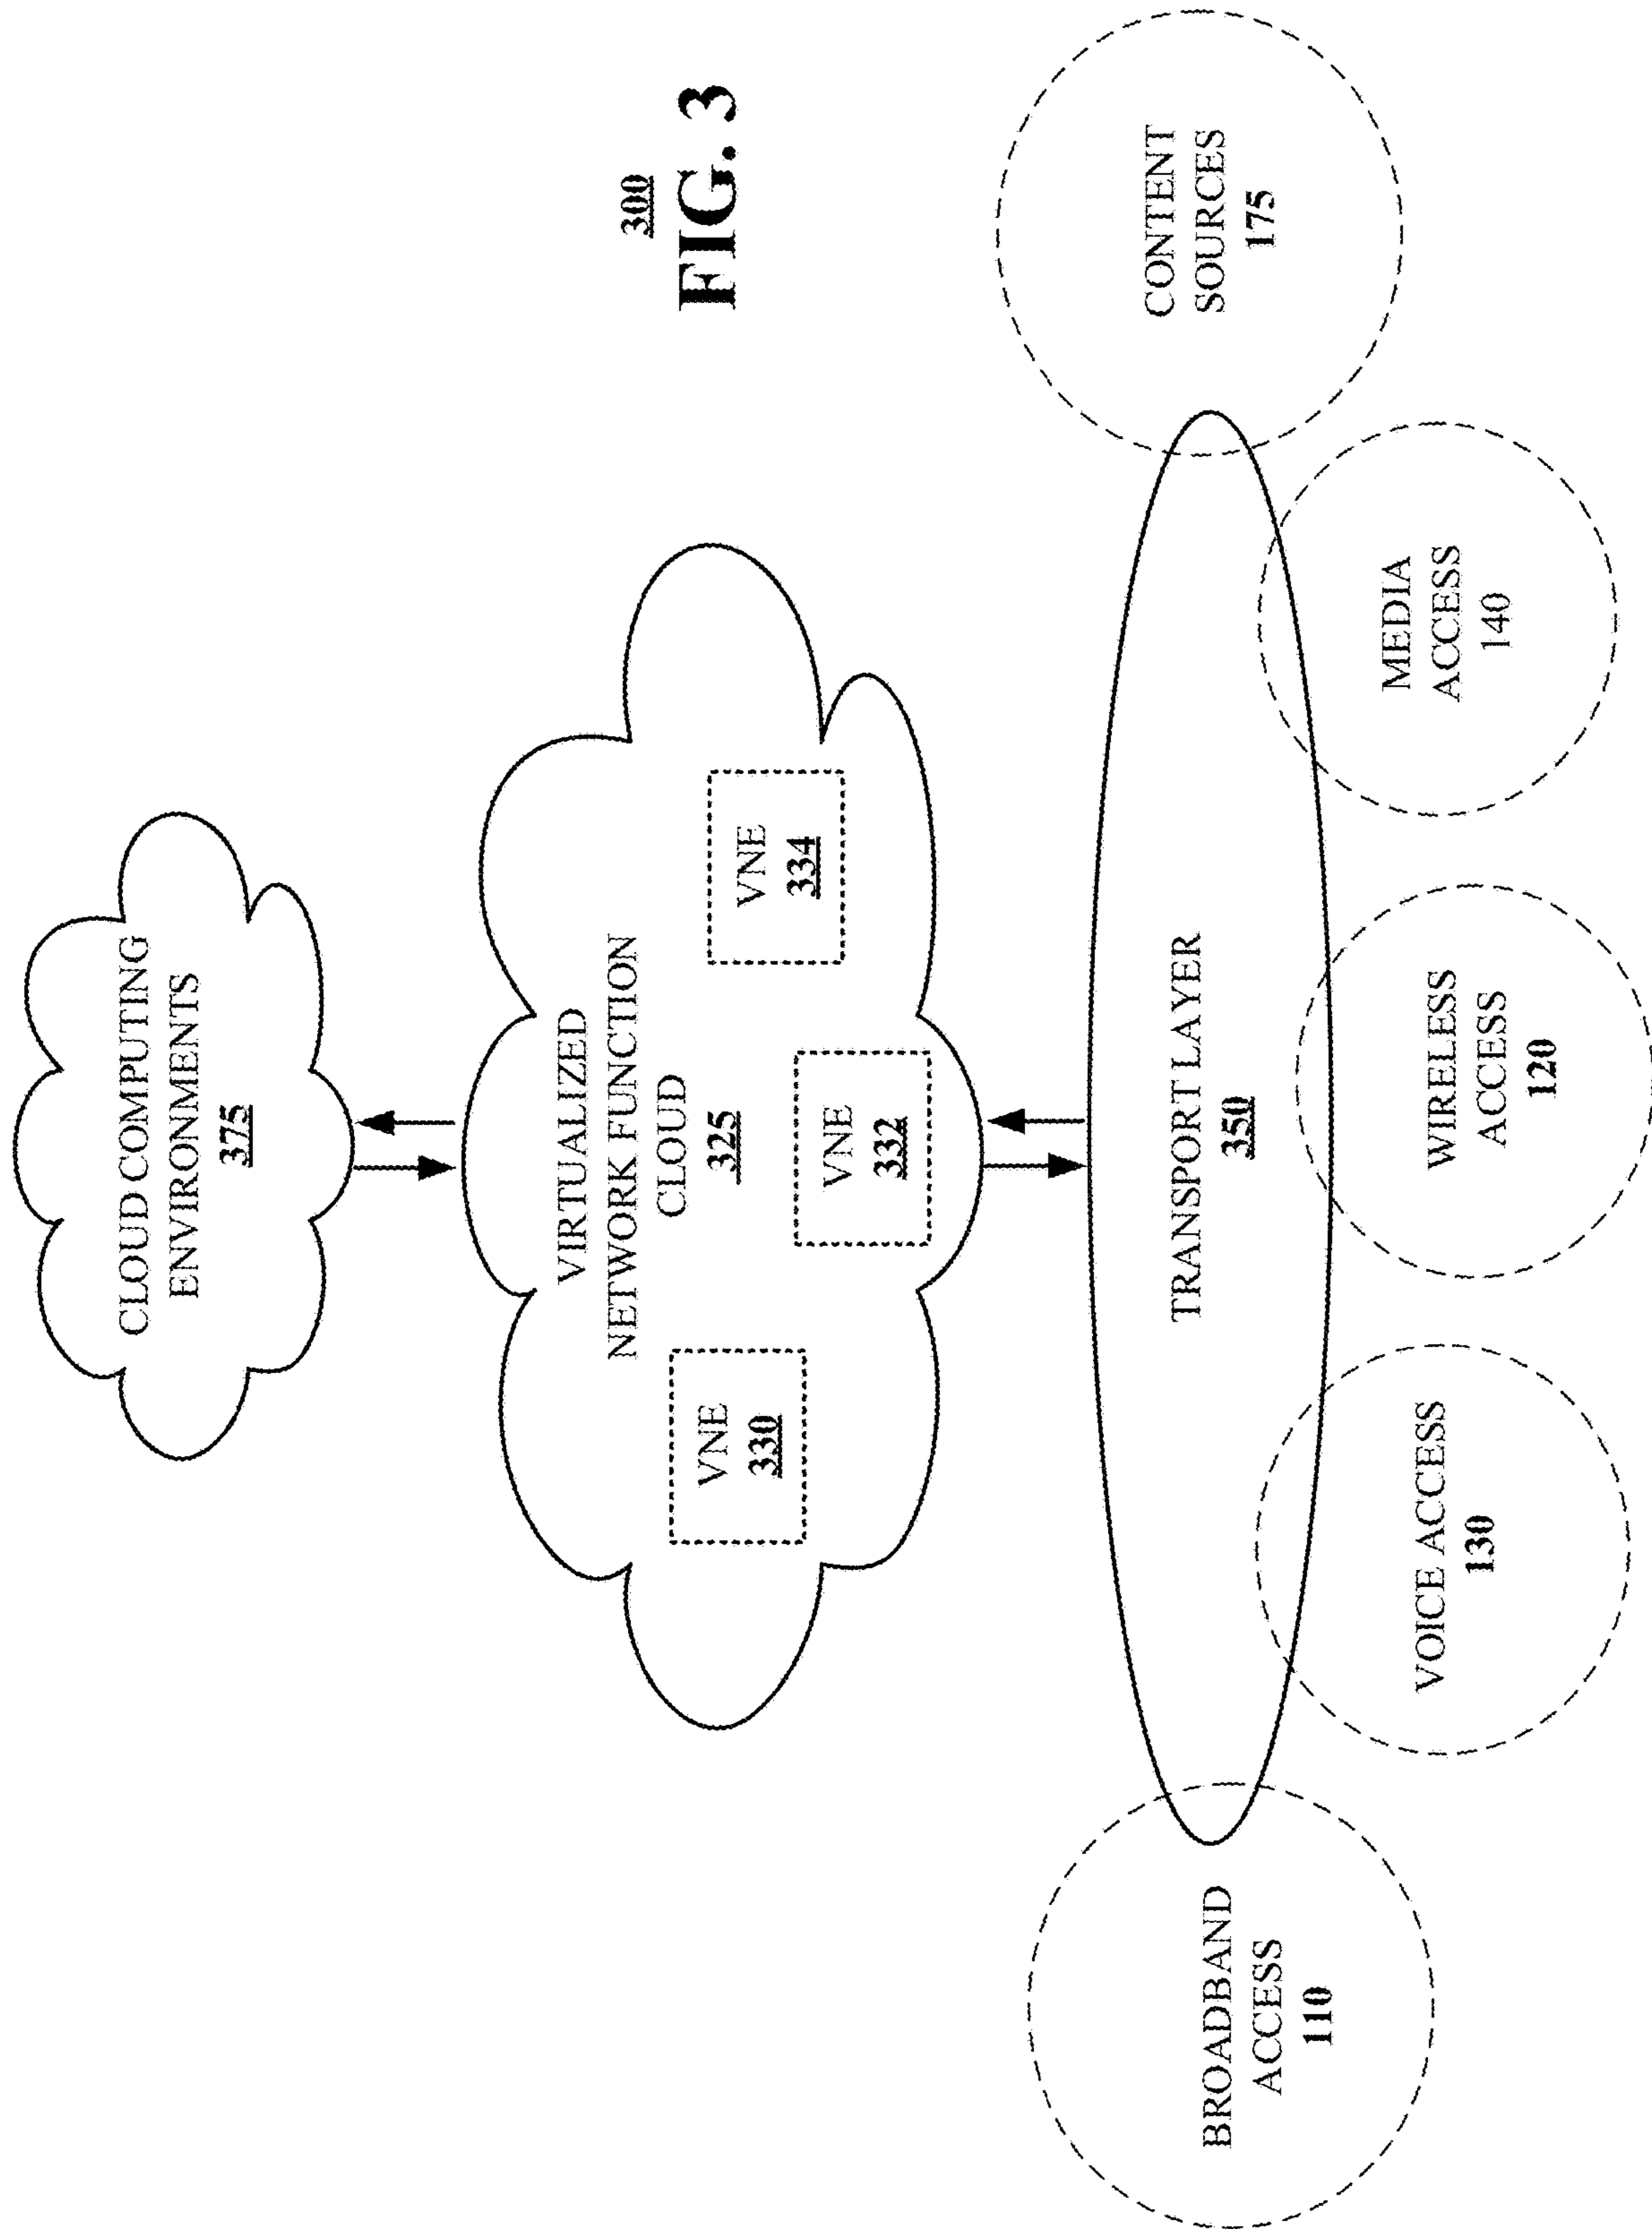 CLOUD COMPUTING
ENVIRONMENTS
375
VIRTUALIZED
NETWORK FUNCTION
CLOUD
325
VNE
330
VNE
332
VNE
334
300
FIG. 3
TRANSPORT LAYER
350
BROADBAND
ACCESS
110
VOICE ACCESS
130
WIRELESS
ACCESS
120
MEDIA
ACCESS
140
CONTENT
SOURCES
175